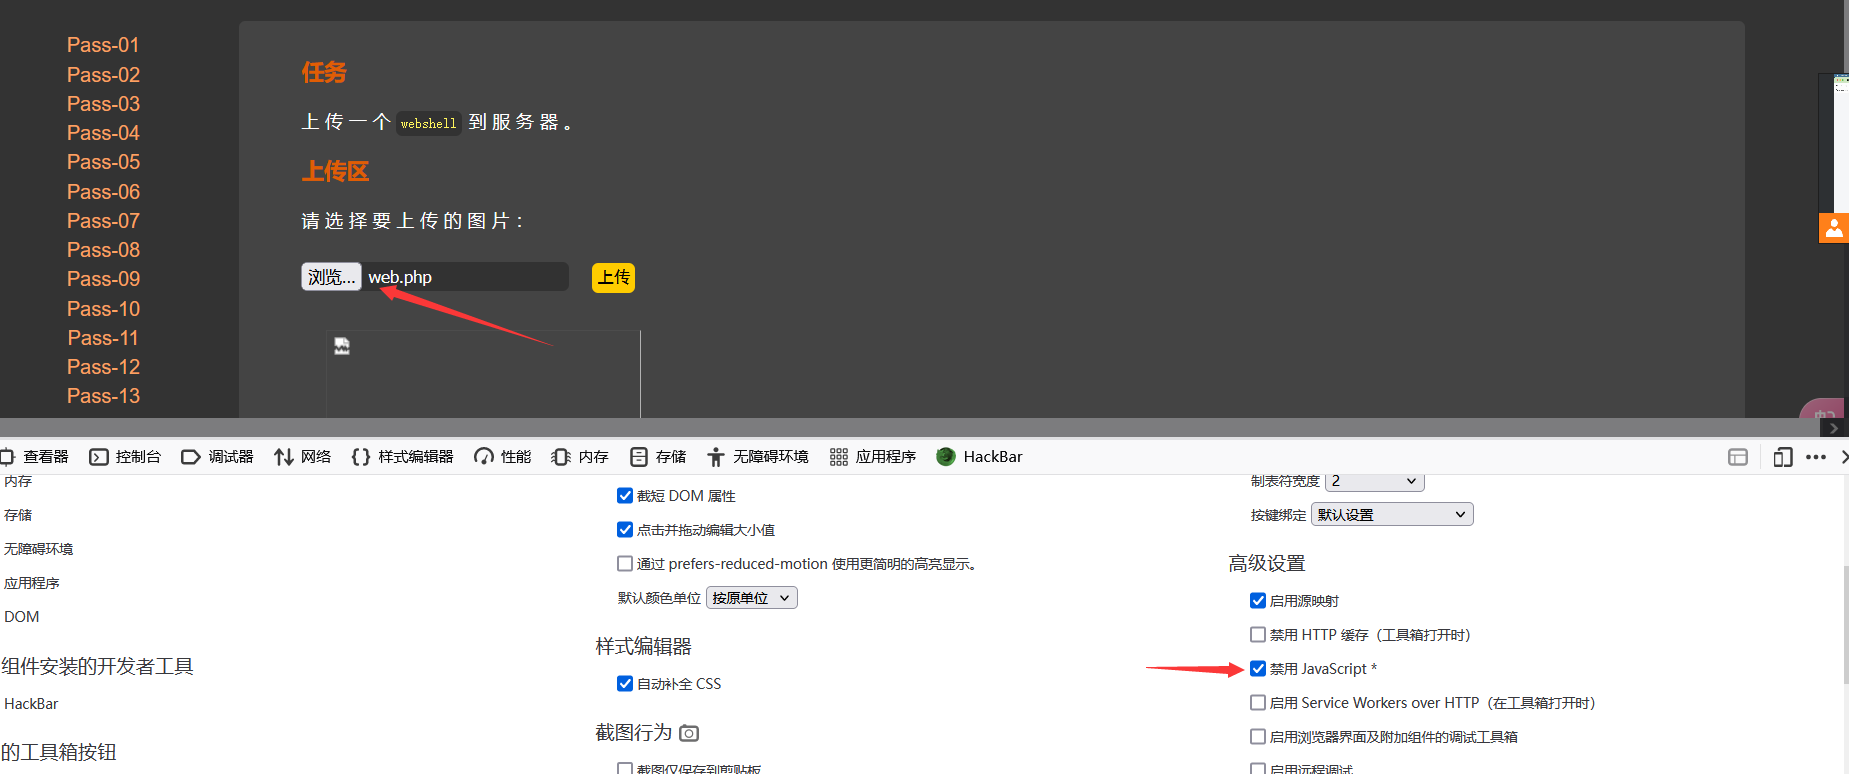 Pass-01
Pass-02
Pass-03
Pass-04
Pass-05
Pass-06
Pass-07
Pass-08
Pass-09
Pass-10
Pass-11
Pass-12
Pass-13
任务
上传一个 webshell 到服务器。
上传区
请选择要上传的图片：
浏览... web.php 上传
查看器 控制台 调试器 网络 样式编辑器 性能 内存 存储 无障碍环境 应用程序 HackBar
内存
存储
无障碍环境
应用程序
DOM
组件安装的开发者工具
HackBar
的工具箱按钮
截短 DOM 属性
点击并拖动编辑大小值
通过 prefers-reduced-motion 使用更简明的高亮显示。
默认颜色单位 按原单位
样式编辑器
自动补全 CSS
截图行为
截图仅保存到剪贴板
制表符宽度 2
按键绑定 默认设置
高级设置
启用源映射
禁用 HTTP 缓存（工具箱打开时）
禁用 JavaScript *
启用 Service Workers over HTTP（在工具箱打开时）
启用浏览器界面及附加组件的调试工具箱
启用远程调试